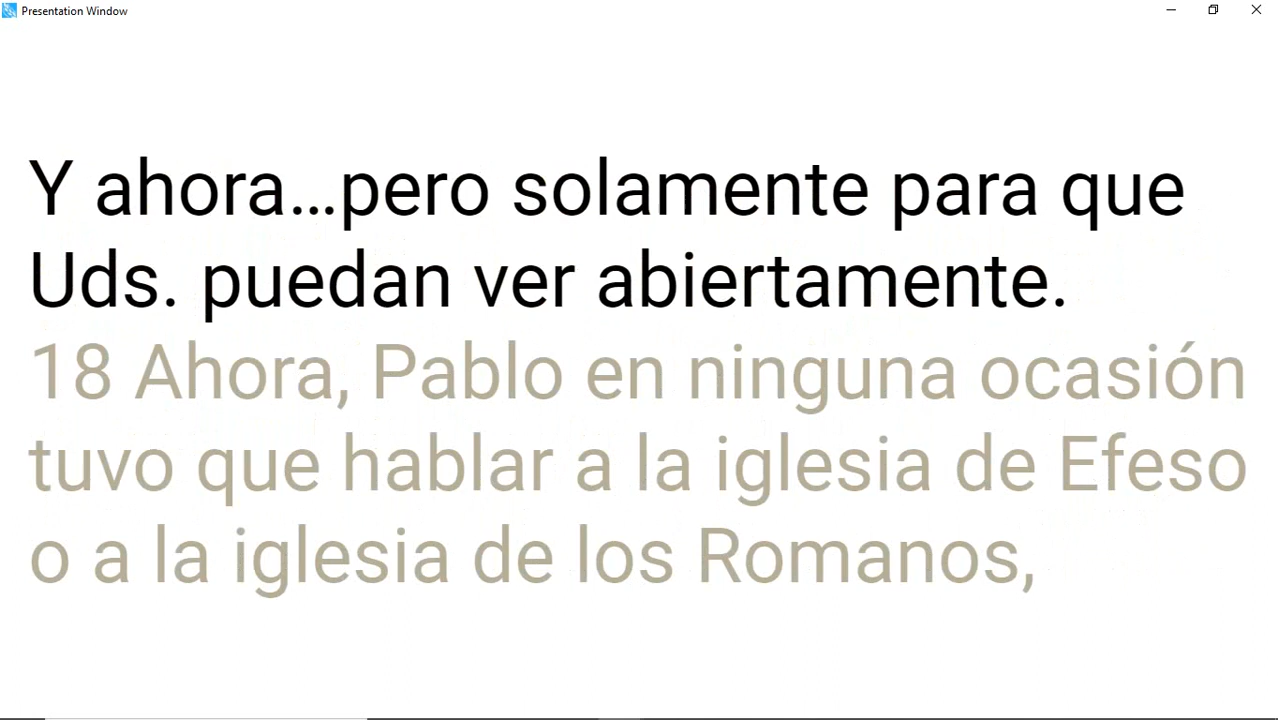 Presentation Window
Y ahora…pero solamente para que
Uds. puedan ver abiertamente.
18 Ahora, Pablo en ninguna ocasión
tuvo que hablar a la iglesia de Efeso
o a la iglesia de los Romanos,